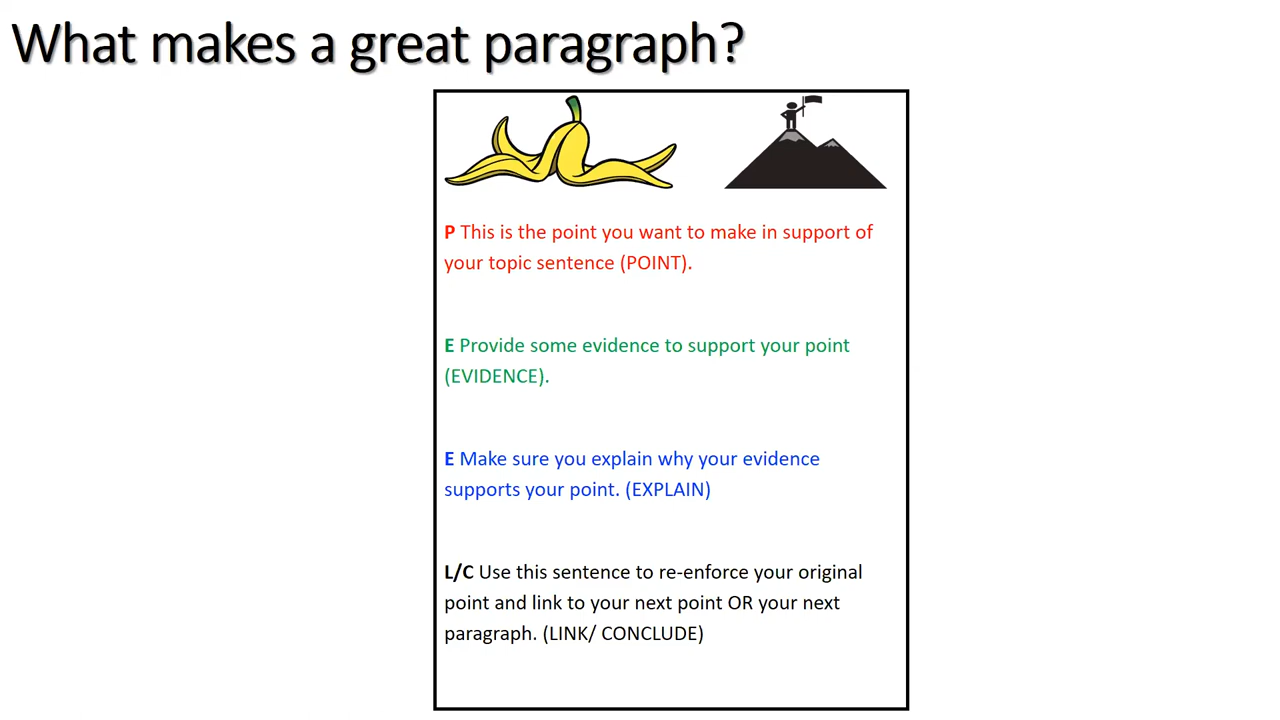 What makes a great paragraph?
P This is the point you want to make in support of
your topic sentence (POINT).
E Provide some evidence to support your point
(EVIDENCE).
E Make sure you explain why your evidence
supports your point. (EXPLAIN)
L/C Use this sentence to re-enforce your original
point and link to your next point OR your next
paragraph. (LINK/ CONCLUDE)